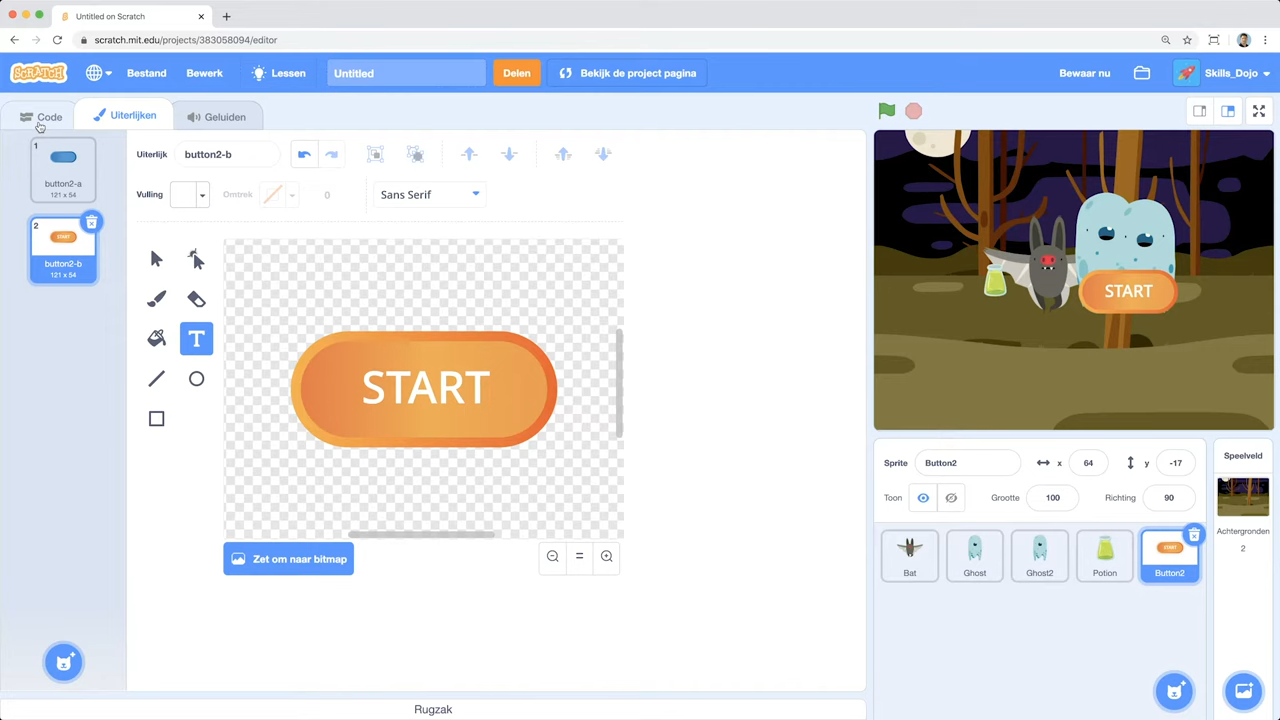 Untitled on Scratch
scratch.mit.edu/projects/383058094/editor
SCRATCH
Bestand
Bewerk
Lessen
Untitled
Delen
Bekijk de project pagina
Bewaar nu
Skills_Dojo
Code
Uiterlijken
Geluiden
1
button2-a
121 x 54
2
START
button2-b
121 x 54
Uiterlijk
button2-b
Vulling
Omtrek
0
Sans Serif
T
START
Zet om naar bitmap
START
Sprite
Button2
x
64
y
-17
Toon
Grootte
100
Richting
90
Bat
Ghost
Ghost2
Potion
START
Button2
Speelveld
Achtergronden
2
Rugzak